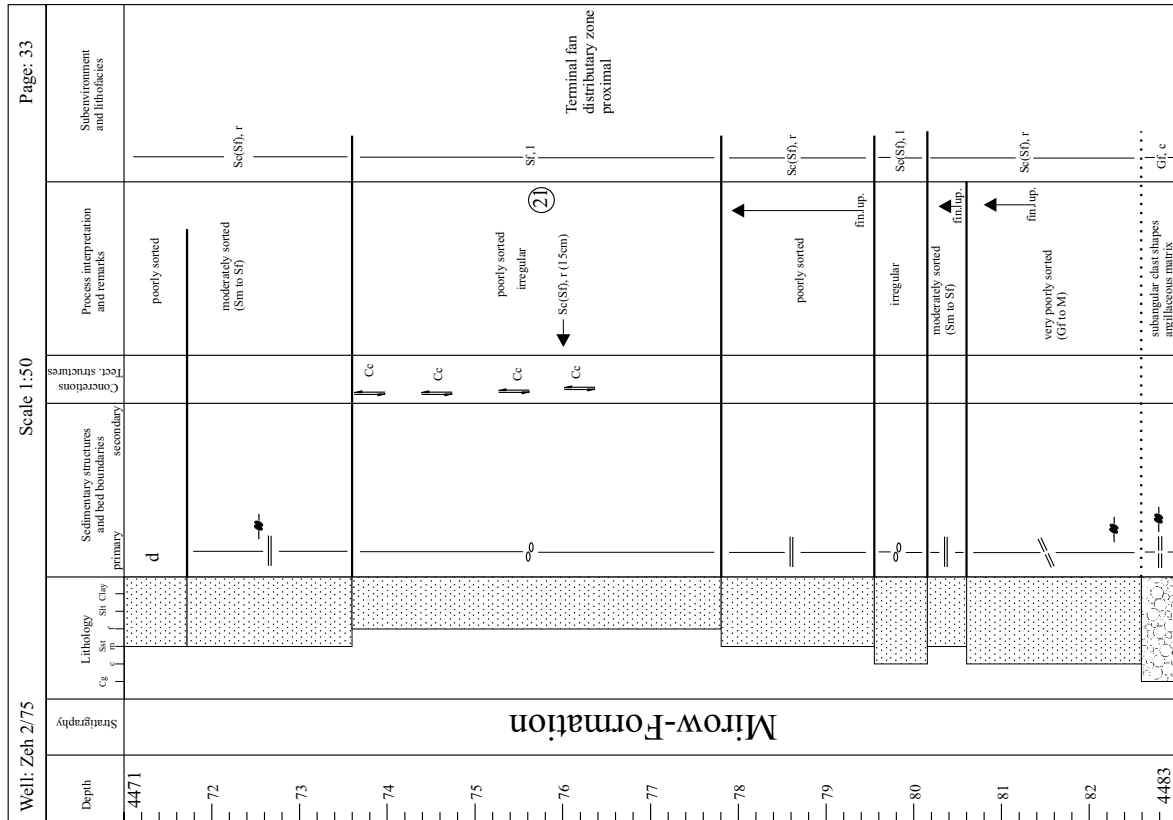 Well: Zeh 2/75
Scale 1:50
Page: 33
Depth
Stratigraphy
Lithology
Cg
c
Sst
m
f
Slt
Clay
Sedimentary structures
and bed boundaries
primary
secondary
Concretions
Tect. structures
Process interpretation
and remarks
Subenvironment
and lithofacies
4471
72
73
74
75
76
77
78
79
80
81
82
4483
Mirow-Formation
d
Cc
Cc
Cc
Cc
poorly sorted
moderately sorted
(Sm to Sf)
poorly sorted
irregular
Sc(Sf), r (15cm)
21
poorly sorted
fin. up.
irregular
moderately sorted
(Sm to Sf)
fin. up.
very poorly sorted
(Gf to M)
fin. up.
subangular clast shapes
argillaceous matrix
Sc(Sf), r
Sf, l
Sc(Sf), r
Sc(Sf), l
Sc(Sf), r
Gf, c
Terminal fan
distributary zone
proximal